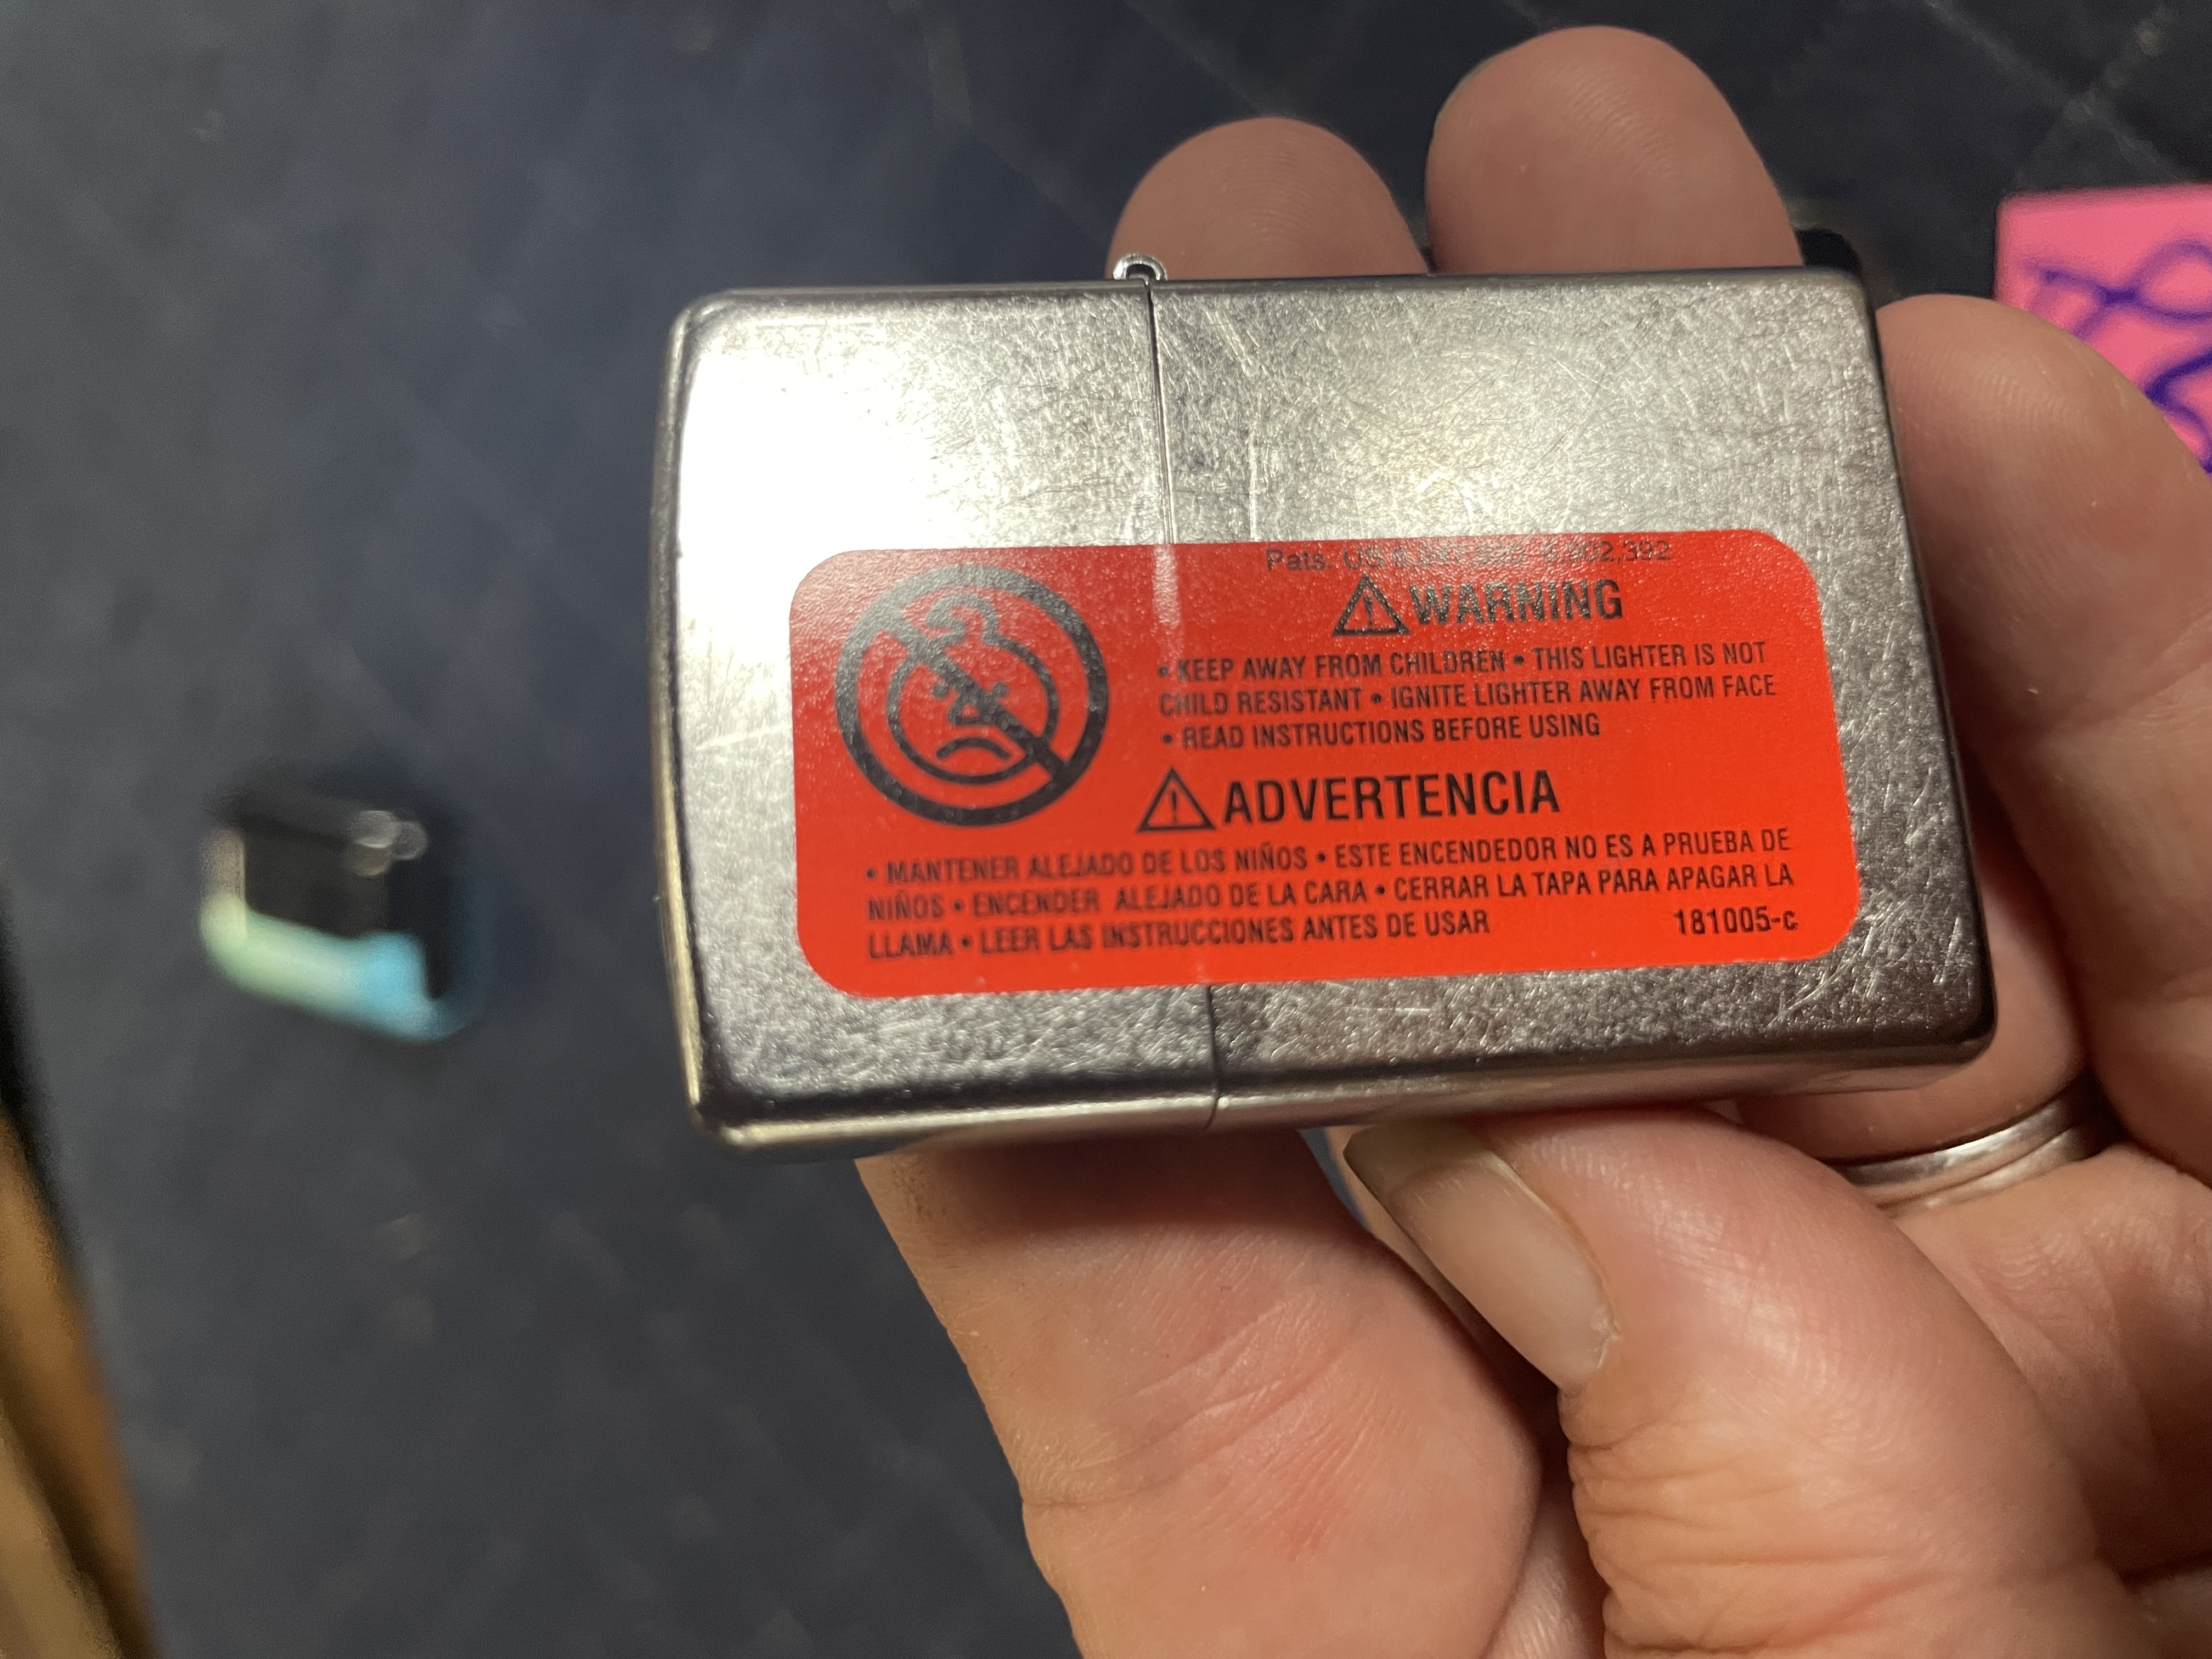 Pats. US 6,902,392
WARNING
• KEEP AWAY FROM CHILDREN • THIS LIGHTER IS NOT
CHILD RESISTANT • IGNITE LIGHTER AWAY FROM FACE
• READ INSTRUCTIONS BEFORE USING
ADVERTENCIA
• MANTENER ALEJADO DE LOS NIÑOS • ESTE ENCENDEDOR NO ES A PRUEBA DE
NIÑOS • ENCENDER ALEJADO DE LA CARA • CERRAR LA TAPA PARA APAGAR LA
LLAMA • LEER LAS INSTRUCCIONES ANTES DE USAR 181005-c